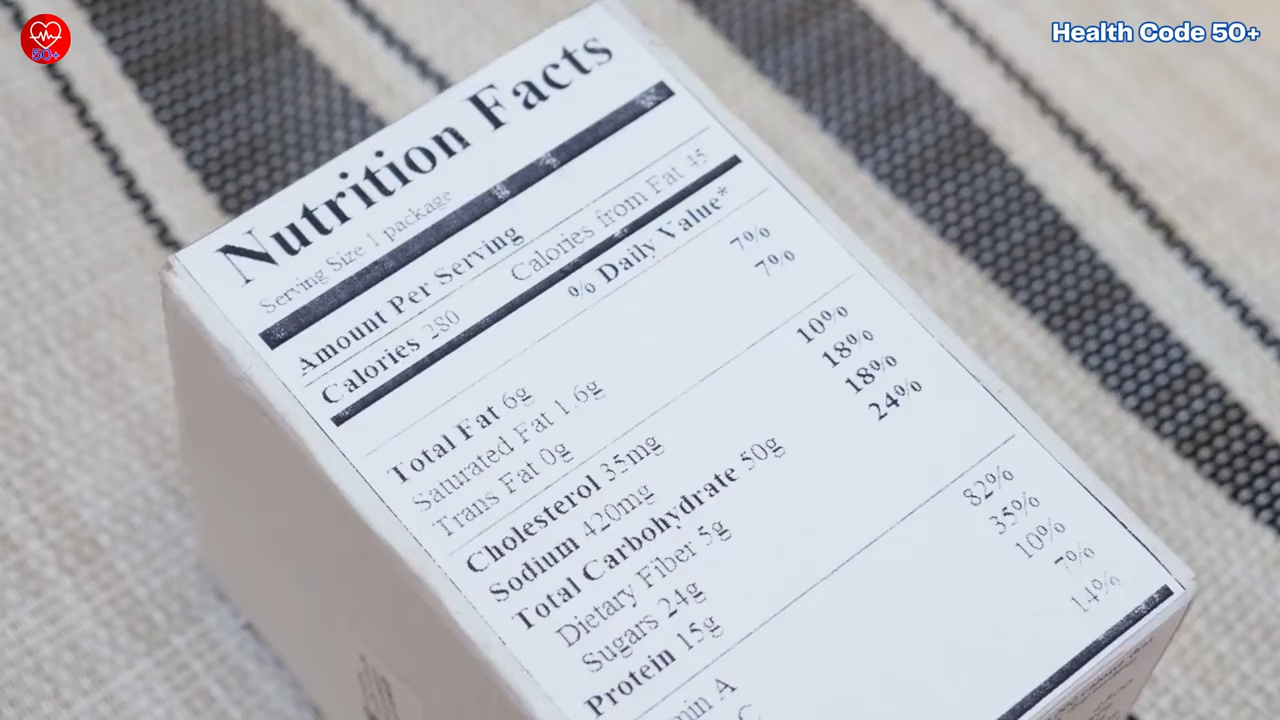 50+
Health Code 50+
Nutrition Facts
Serving Size 1 package
Amount Per Serving
Calories 280 Calories from Fat 45
% Daily Value*
Total Fat 6g 7%
Saturated Fat 1.6g 7%
Trans Fat 0g
Cholesterol 35mg 10%
Sodium 420mg 18%
Total Carbohydrate 50g 18%
Dietary Fiber 5g 24%
Sugars 24g
Protein 15g 82%
35%
10%
7%
14%
A
C